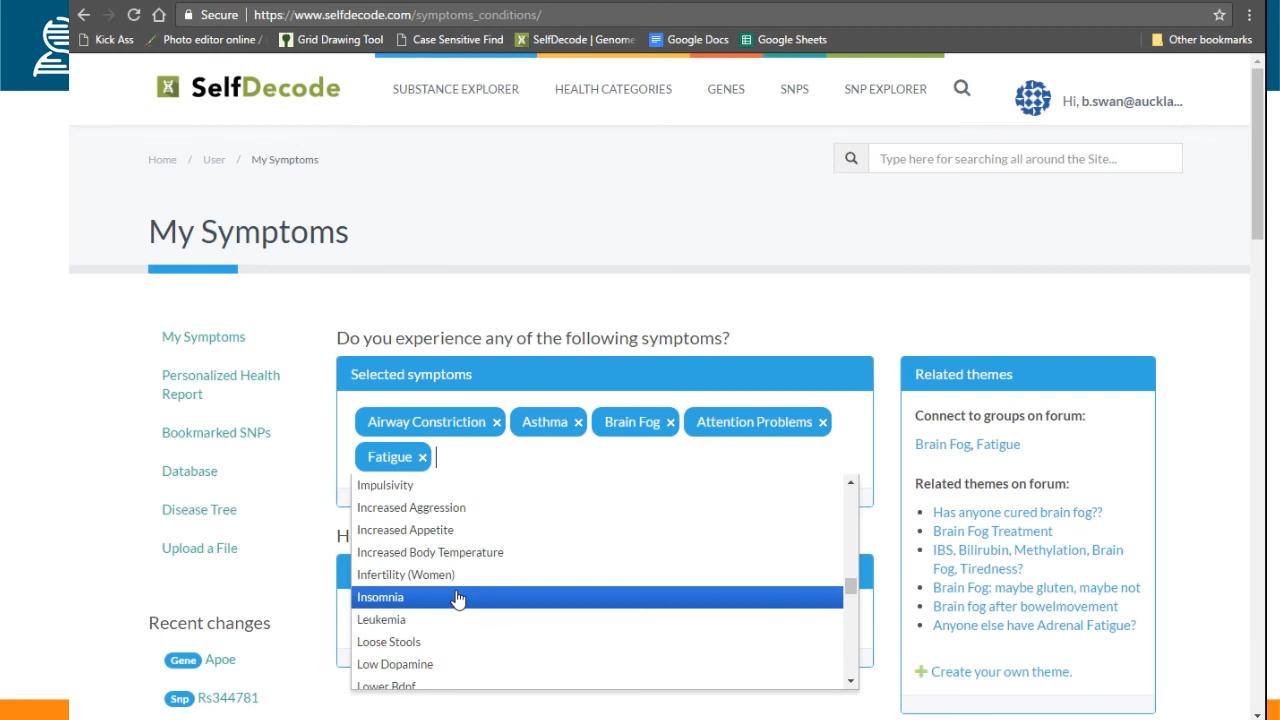 Secure https://www.selfdecode.com/symptoms_conditions/
Kick Ass Photo editor online / Grid Drawing Tool Case Sensitive Find SelfDecode | Genome Google Docs Google Sheets Other bookmarks
SelfDecode SUBSTANCE EXPLORER HEALTH CATEGORIES GENES SNPS SNP EXPLORER Hi, b.swan@auckla...
Home / User / My Symptoms
Type here for searching all around the Site...
My Symptoms
My Symptoms
Personalized Health
Report
Bookmarked SNPs
Database
Disease Tree
Upload a File
Recent changes
Gene Apoe
Snp Rs344781
Do you experience any of the following symptoms?
Selected symptoms
Airway Constriction × Asthma × Brain Fog × Attention Problems ×
Fatigue ×
Impulsivity
Increased Aggression
Increased Appetite
Increased Body Temperature
Infertility (Women)
Insomnia
Leukemia
Loose Stools
Low Dopamine
Lower Bdnf
H
Related themes
Connect to groups on forum:
Brain Fog, Fatigue
Related themes on forum:
Has anyone cured brain fog??
Brain Fog Treatment
IBS, Bilirubin, Methylation, Brain
Fog, Tiredness?
Brain Fog: maybe gluten, maybe not
Brain fog after bowelmovement
Anyone else have Adrenal Fatigue?
Create your own theme.